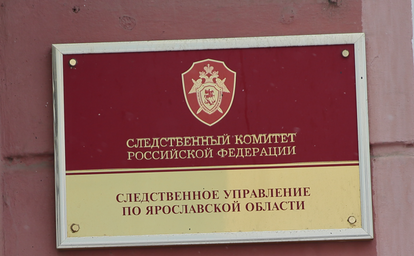 СЛЕДСТВЕННЫЙ КОМИТЕТ
РОССИЙСКОЙ ФЕДЕРАЦИИ
СЛЕДСТВЕННОЕ УПРАВЛЕНИЕ
ПО ЯРОСЛАВСКОЙ ОБЛАСТИ